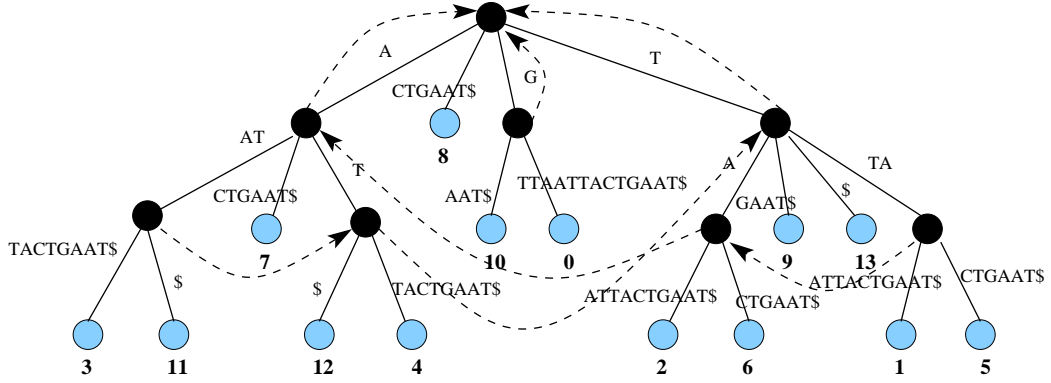 A
T
G
CTGAAT$
8
AT
CTGAAT$
T
AAT$
TTAATTACTGAAT$
A
GAAT$
$
TA
TACTGAAT$
$
7
$
TACTGAAT$
10
0
ATTACTGAAT$
CTGAAT$
9
13
ATTACTGAAT$
CTGAAT$
3
11
12
4
2
6
1
5